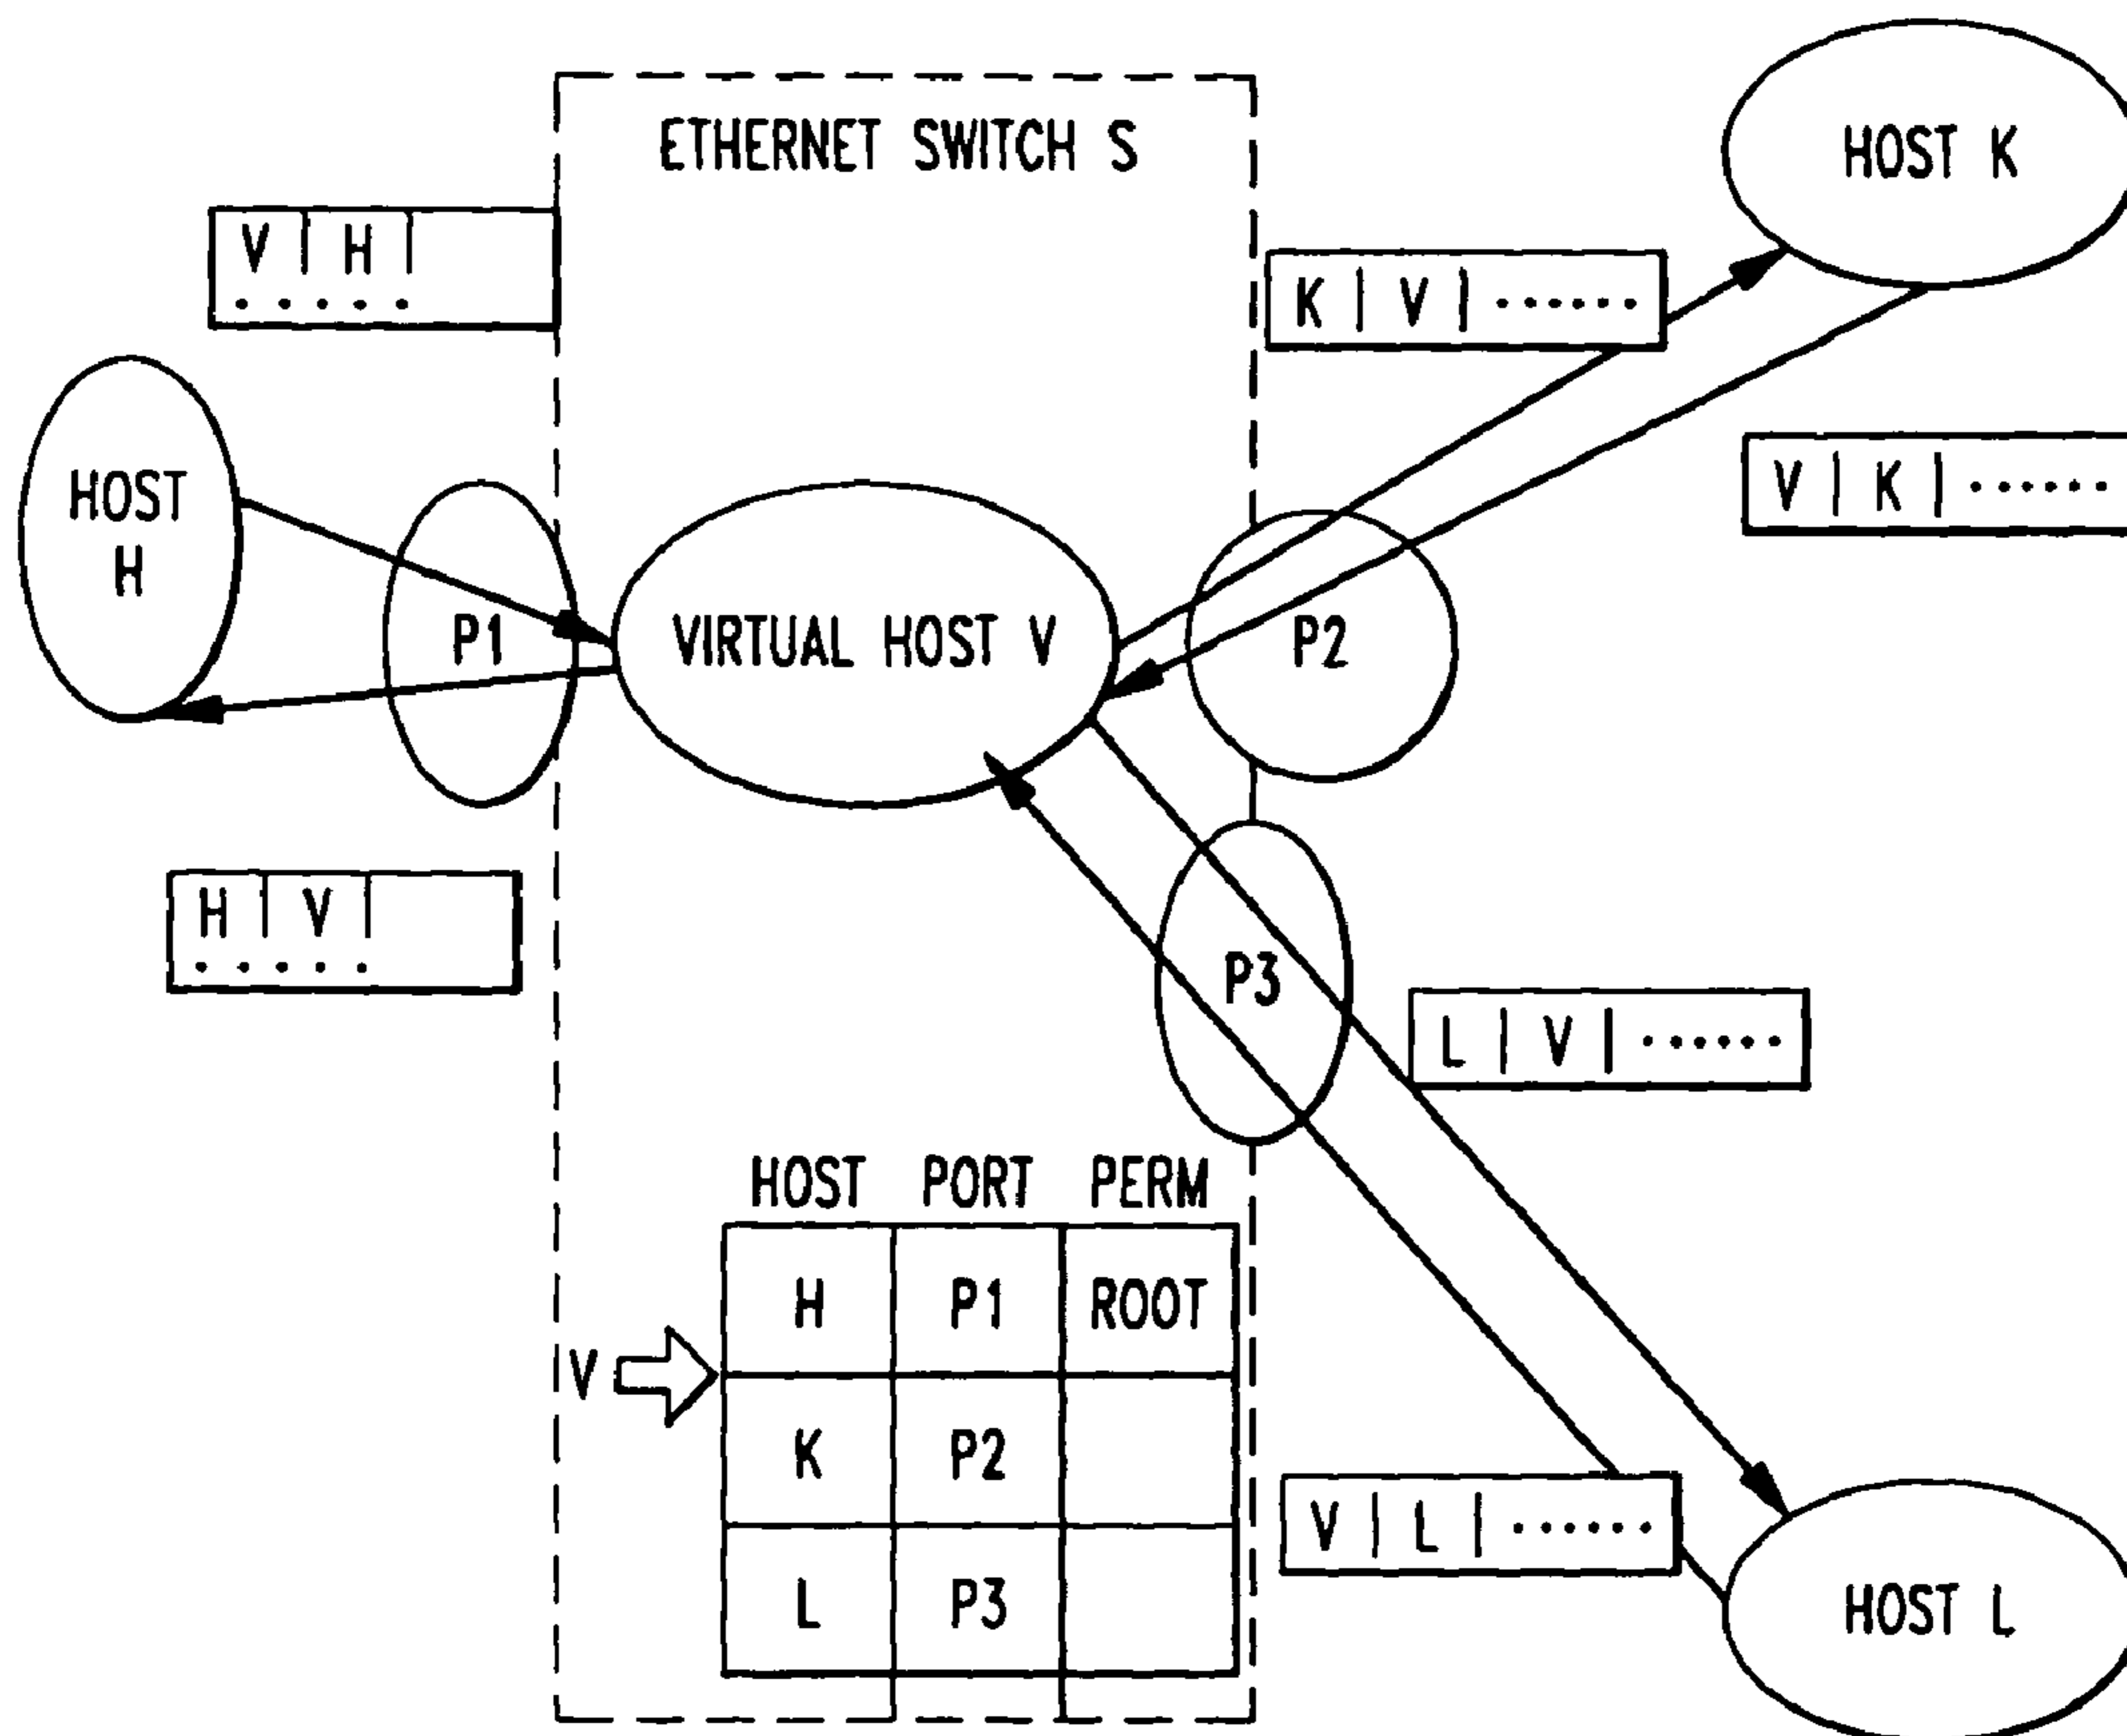 ETHERNET SWITCH S
HOST K
V | H |
. . . . .
K | V | ......
HOST
H
V | K | ......
P1
VIRTUAL HOST V
P2
H | V |
. . . . .
P3
L | V | ......
HOST PORT PERM
H P1 ROOT
V
K P2
L P3
V | L | ......
HOST L